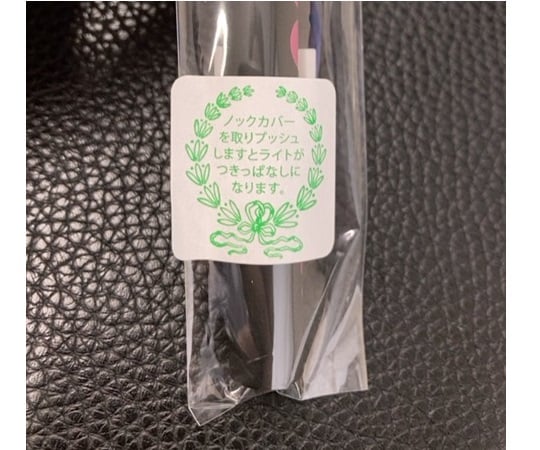 ノックカバー
を取りプッシュ
しますとライトが
つきっぱなしに
なります。